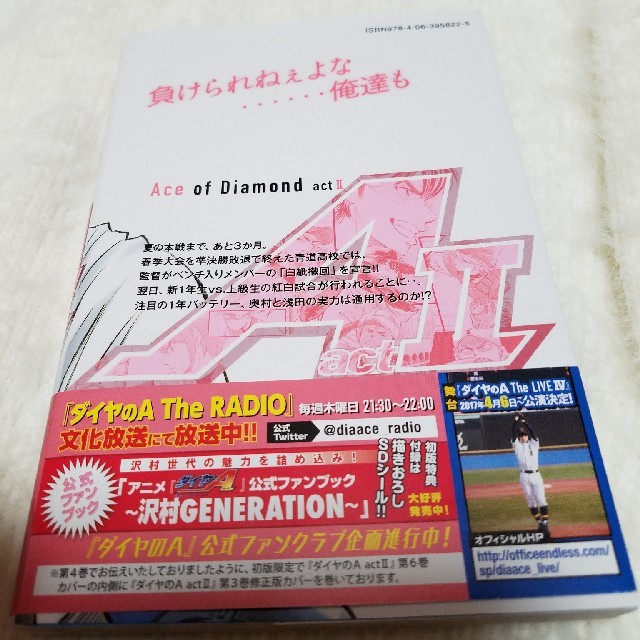 ISBN978-4-06-395822-5
負けられねぇよな
······俺達も
Ace of Diamond act II
夏の本戦まで、あと3か月。
春季大会を準決勝敗退で終えた青道高校では、
監督がベンチ入りメンバーの「白紙撤回」を宣言!!
翌日、新1年生vs.上級生の紅白試合が行われることに…。
注目の1年バッテリー、奥村と浅田の実力は通用するのか!?
A II
act
『ダイヤのA The RADIO』毎週木曜日 21:30〜22:00
文化放送にて放送中!!
公式
Twitter
@diaace_radio
公式
ファン
ブック
沢村世代の魅力を詰め込み!
「アニメ『ダイヤのA』公式ファンブック
〜沢村GENERATION〜」
初版特典
付録は
描きおろし
SDシール!!
大好評
発売中!
『ダイヤのA』公式ファンクラブ企画進行中!
※第4巻でお伝えいたしておりましたように、初版限定で『ダイヤのA actII』第6巻
カバーの内側に『ダイヤのA actII』第3巻修正版カバーを巻いております。
舞台
『ダイヤのA The LIVE IV』
2017年4月6日〜公演決定!
オフィシャルHP
http://officeendless.com/
sp/diaace_live/